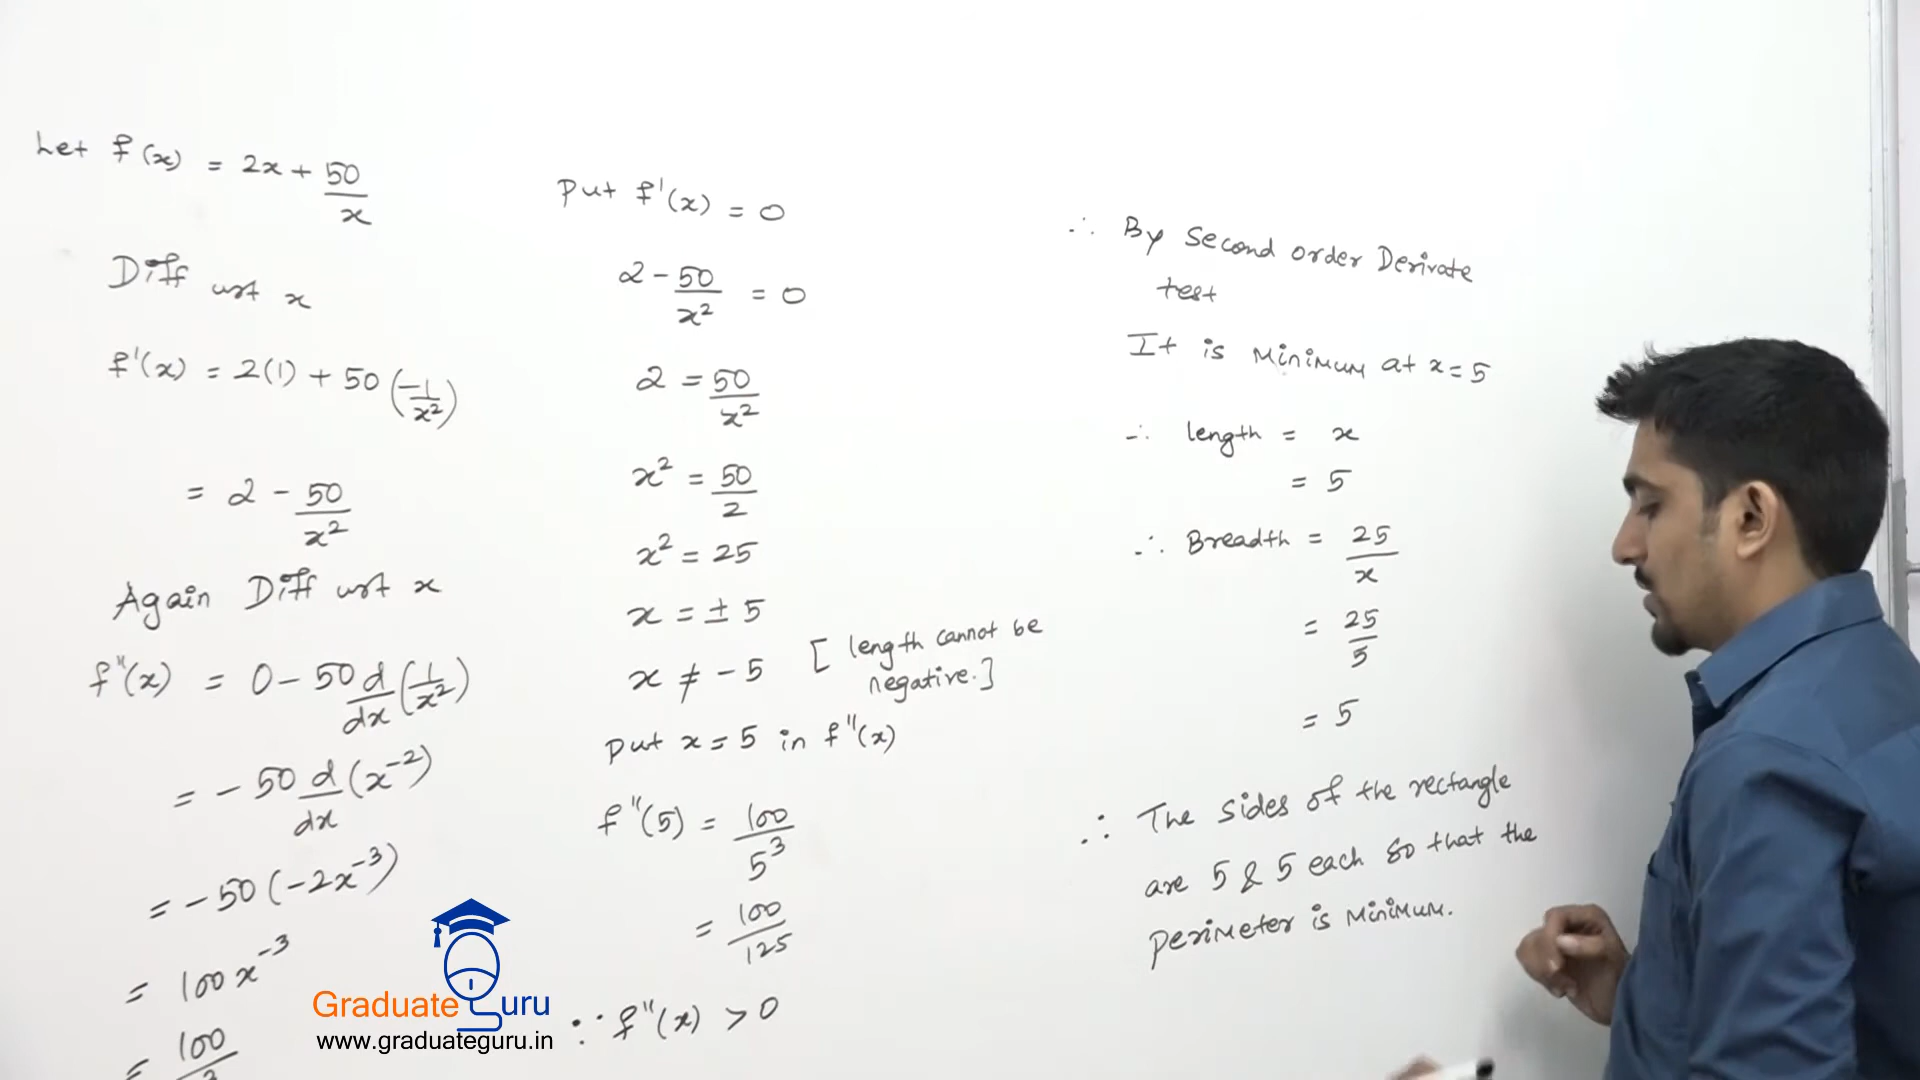 Let f(x) = 2x + 50/x
Diff wrt x
f'(x) = 2(1) + 50(-1/x²)
= 2 - 50/x²
Again Diff wrt x
f"(x) = 0 - 50 d/dx (1/x²)
= - 50 d/dx (x⁻²)
= - 50 (-2x⁻³)
= 100 x⁻³
= 100/
Put f'(x) = 0
2 - 50/x² = 0
2 = 50/x²
x² = 50/2
x² = 25
x = ± 5
x ≠ - 5 [length cannot be
negative.]
Put x = 5 in f"(x)
f"(5) = 100/5³
= 100/125
∵ f"(x) > 0
∴ By Second order Derivate
test
It is Minimum at x = 5
∴ length = x
= 5
∴ Breadth = 25/x
= 25/5
= 5
∴ The sides of the rectangle
are 5 & 5 each so that the
perimeter is Minimum.
Graduate Guru
www.graduateguru.in